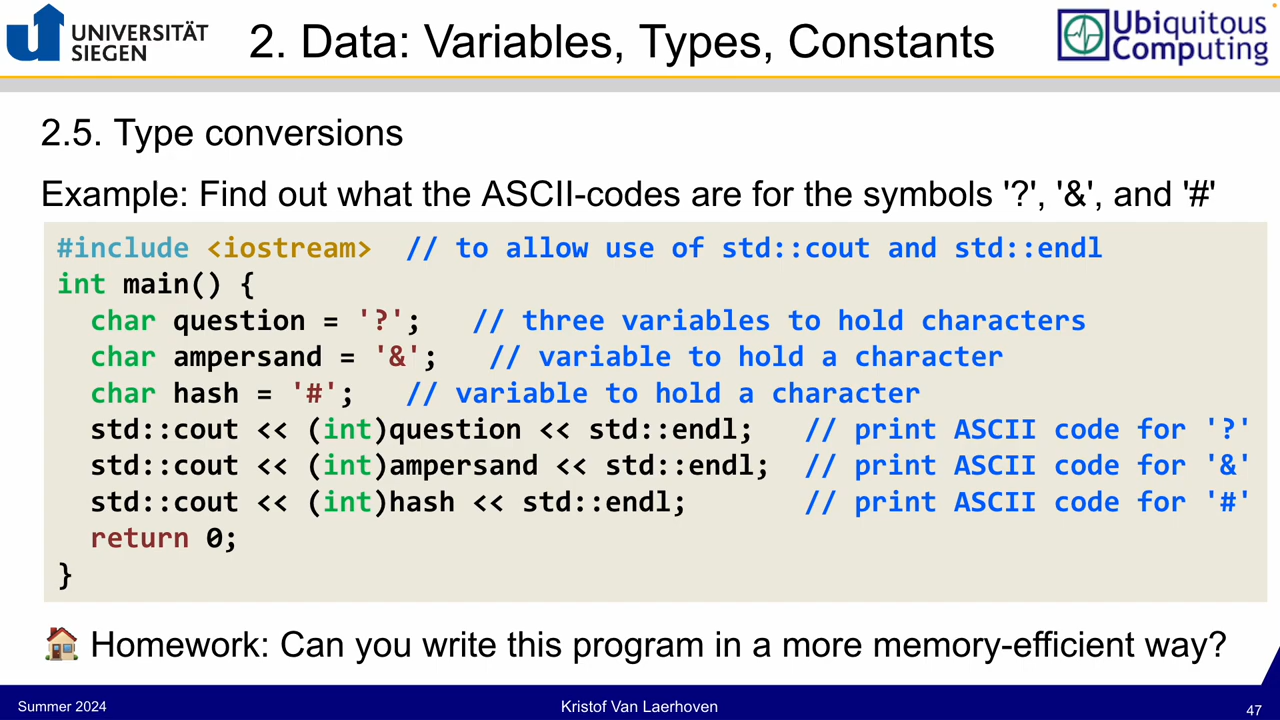 UNIVERSITÄT
SIEGEN
2. Data: Variables, Types, Constants
Ubiquitous
Computing
2.5. Type conversions
Example: Find out what the ASCII-codes are for the symbols '?', '&', and '#'
#include <iostream>  // to allow use of std::cout and std::endl
int main() {
  char question = '?';   // three variables to hold characters
  char ampersand = '&';   // variable to hold a character
  char hash = '#';   // variable to hold a character
  std::cout << (int)question << std::endl;   // print ASCII code for '?'
  std::cout << (int)ampersand << std::endl;  // print ASCII code for '&'
  std::cout << (int)hash << std::endl;       // print ASCII code for '#'
  return 0;
}
Homework: Can you write this program in a more memory-efficient way?
Summer 2024
Kristof Van Laerhoven
47